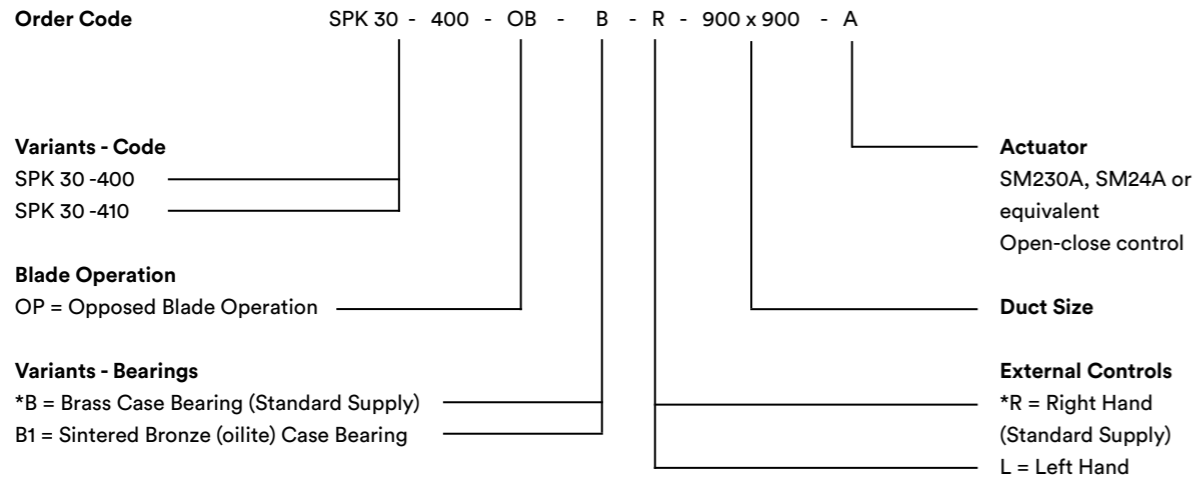 Order Code SPK 30 - 400 - OB - B - R - 900 x 900 - A
Variants - Code
SPK 30 -400
SPK 30 -410
Blade Operation
OP = Opposed Blade Operation
Variants - Bearings
*B = Brass Case Bearing (Standard Supply)
B1 = Sintered Bronze (oilite) Case Bearing
Actuator
SM230A, SM24A or
equivalent
Open-close control
Duct Size
External Controls
*R = Right Hand
(Standard Supply)
L = Left Hand